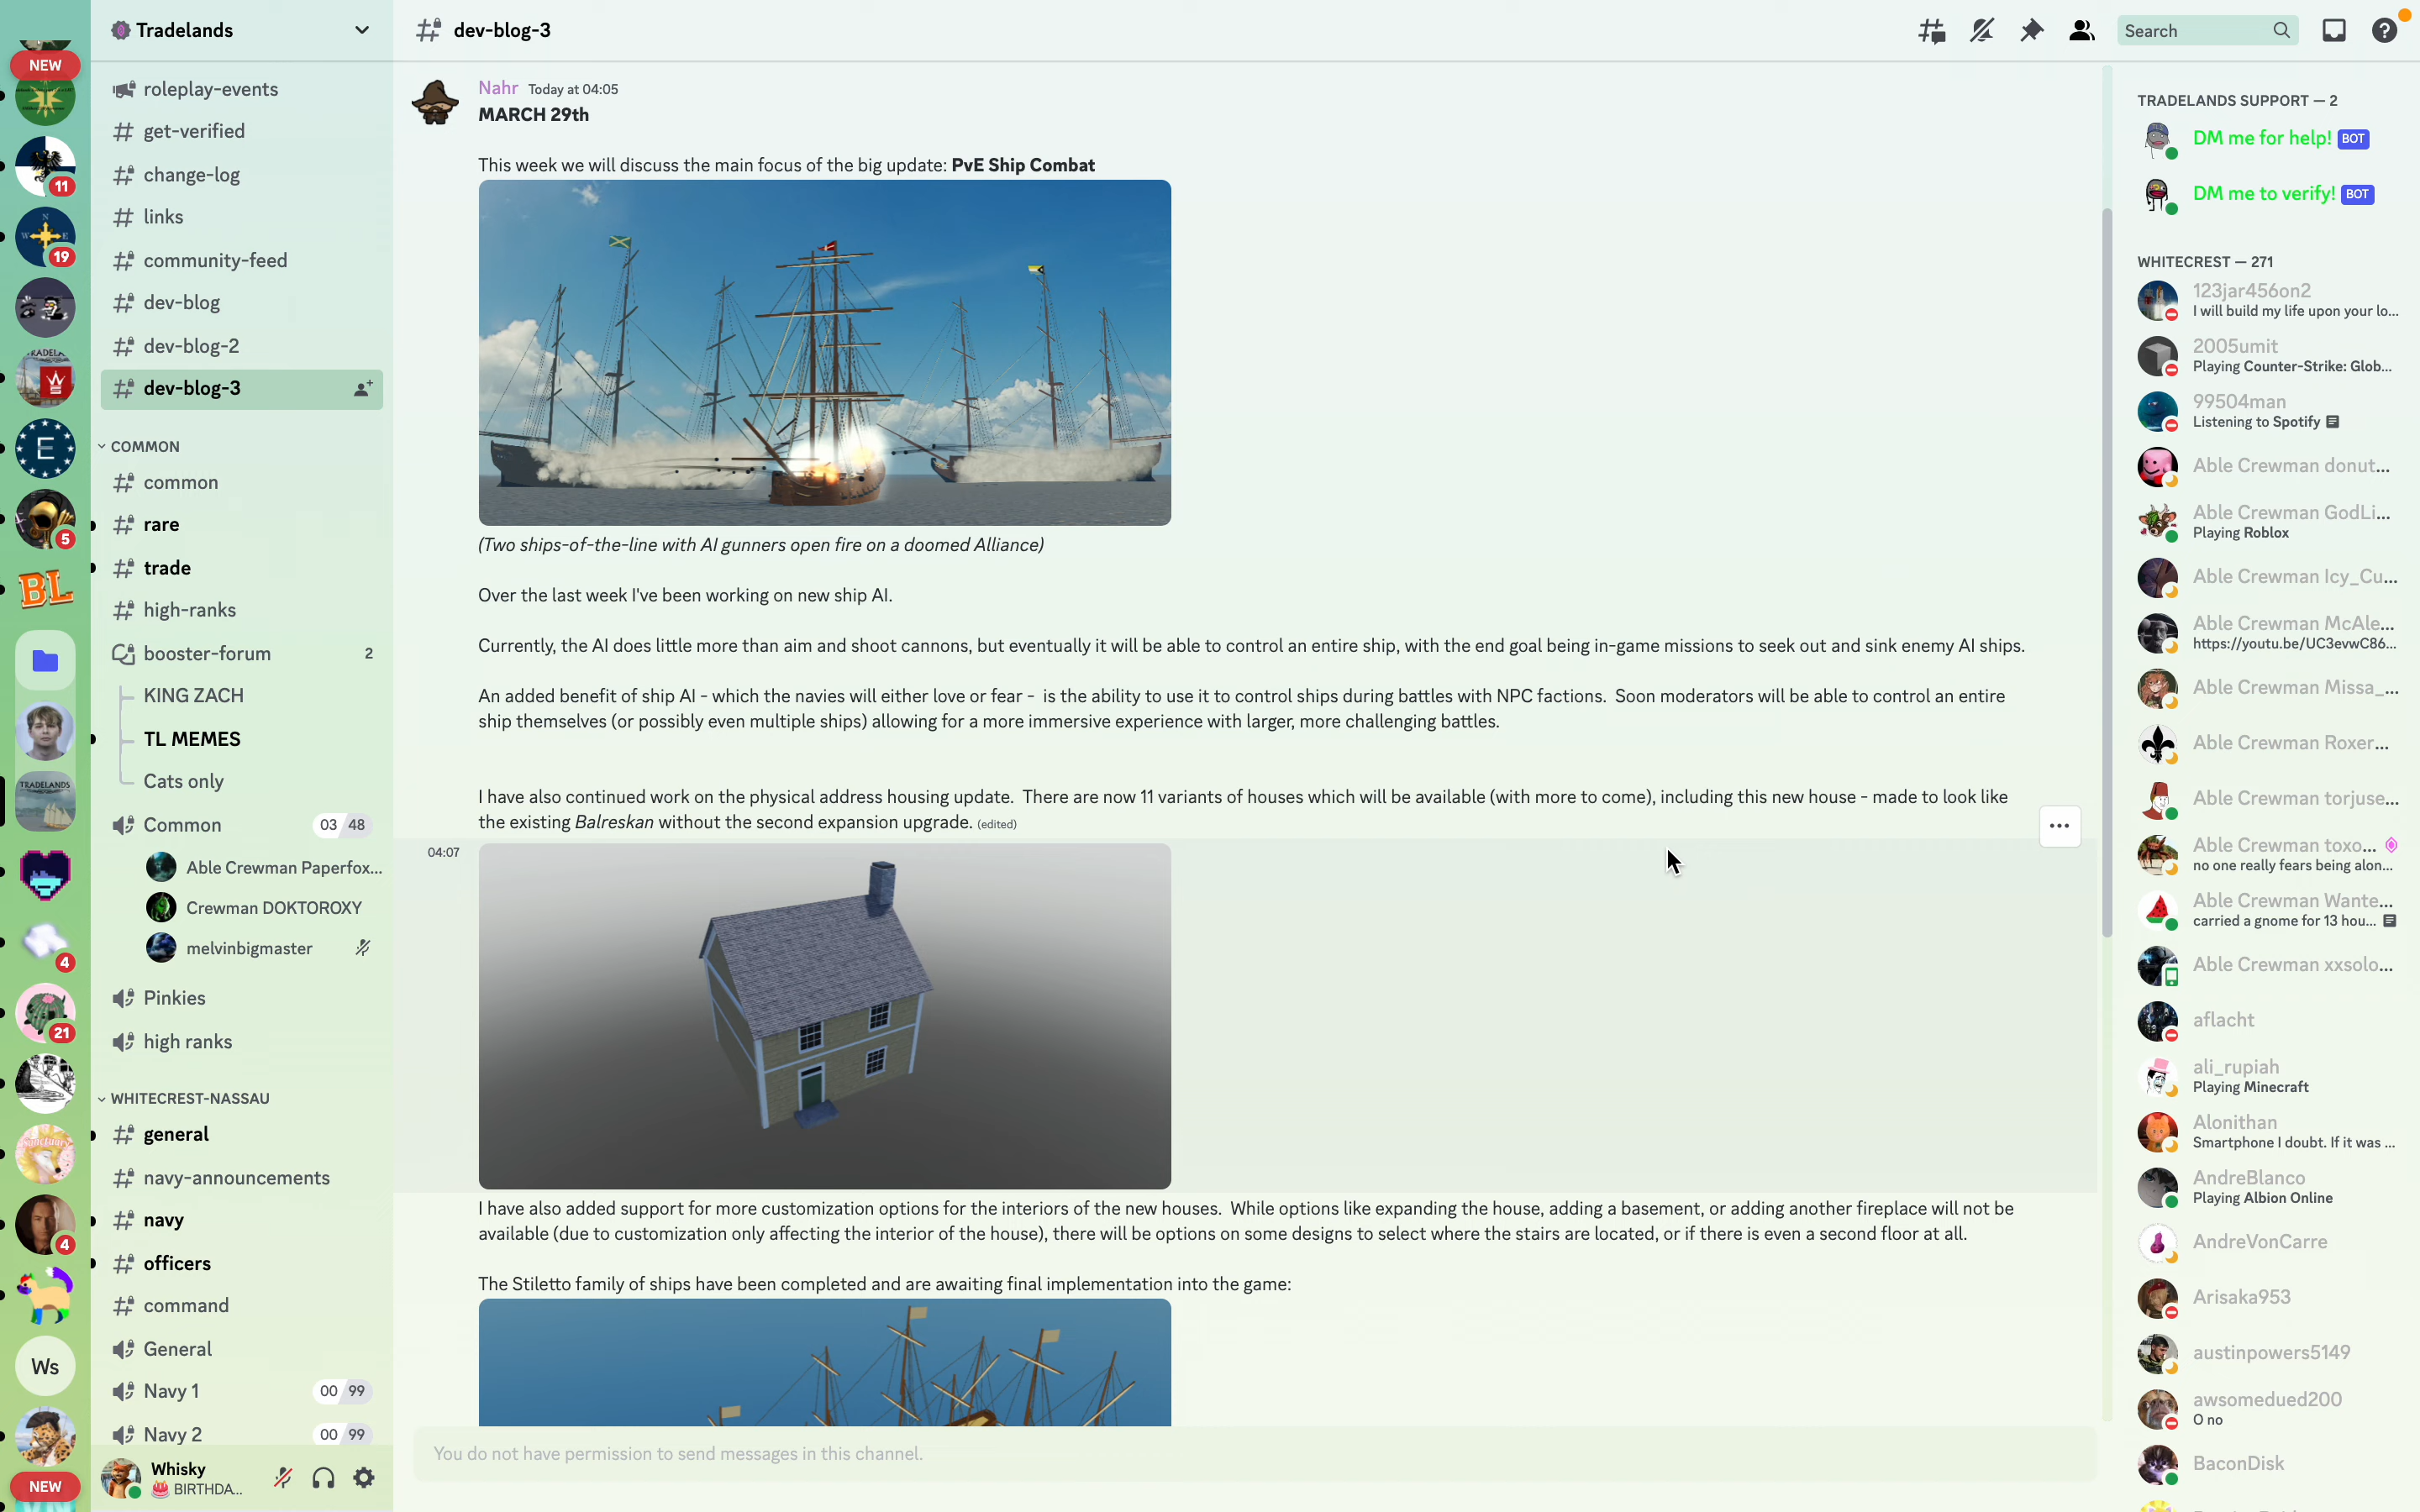 NEW
11
19
5
BL
E
TRADELANDS
4
21
4
Ws
NEW
Tradelands
roleplay-events
get-verified
change-log
links
community-feed
dev-blog
dev-blog-2
dev-blog-3
COMMON
common
rare
trade
high-ranks
booster-forum 2
KING ZACH
TL MEMES
Cats only
Common 03 48
Able Crewman Paperfox...
Crewman DOKTOROXY
melvinbigmaster
Pinkies
high ranks
WHITECREST-NASSAU
general
navy-announcements
navy
officers
command
General
Navy 1 00 99
Navy 2 00 99
Whisky
BIRTHDA...
dev-blog-3
Search
Nahr Today at 04:05
MARCH 29th
This week we will discuss the main focus of the big update: PvE Ship Combat
(Two ships-of-the-line with AI gunners open fire on a doomed Alliance)
Over the last week I've been working on new ship AI.
Currently, the AI does little more than aim and shoot cannons, but eventually it will be able to control an entire ship, with the end goal being in-game missions to seek out and sink enemy AI ships.
An added benefit of ship AI - which the navies will either love or fear -  is the ability to use it to control ships during battles with NPC factions.  Soon moderators will be able to control an entire
ship themselves (or possibly even multiple ships) allowing for a more immersive experience with larger, more challenging battles.
I have also continued work on the physical address housing update.  There are now 11 variants of houses which will be available (with more to come), including this new house - made to look like
the existing Balreskan without the second expansion upgrade. (edited)
04:07
I have also added support for more customization options for the interiors of the new houses.  While options like expanding the house, adding a basement, or adding another fireplace will not be
available (due to customization only affecting the interior of the house), there will be options on some designs to select where the stairs are located, or if there is even a second floor at all.
The Stiletto family of ships have been completed and are awaiting final implementation into the game:
You do not have permission to send messages in this channel.
TRADELANDS SUPPORT — 2
DM me for help! BOT
DM me to verify! BOT
WHITECREST — 271
123jar456on2
I will build my life upon your lo...
2005umit
Playing Counter-Strike: Glob...
99504man
Listening to Spotify
Able Crewman donut...
Able Crewman GodLi...
Playing Roblox
Able Crewman Icy_Cu...
Able Crewman McAle...
https://youtu.be/UC3evwC86...
Able Crewman Missa_...
Able Crewman Roxer...
Able Crewman torjuse...
Able Crewman toxo...
no one really fears being alon...
Able Crewman Wante...
carried a gnome for 13 hou...
Able Crewman xxsolo...
aflacht
ali_rupiah
Playing Minecraft
Alonithan
Smartphone I doubt. If it was ...
AndreBlanco
Playing Albion Online
AndreVonCarre
Arisaka953
austinpowers5149
awsomedued200
O no
BaconDisk